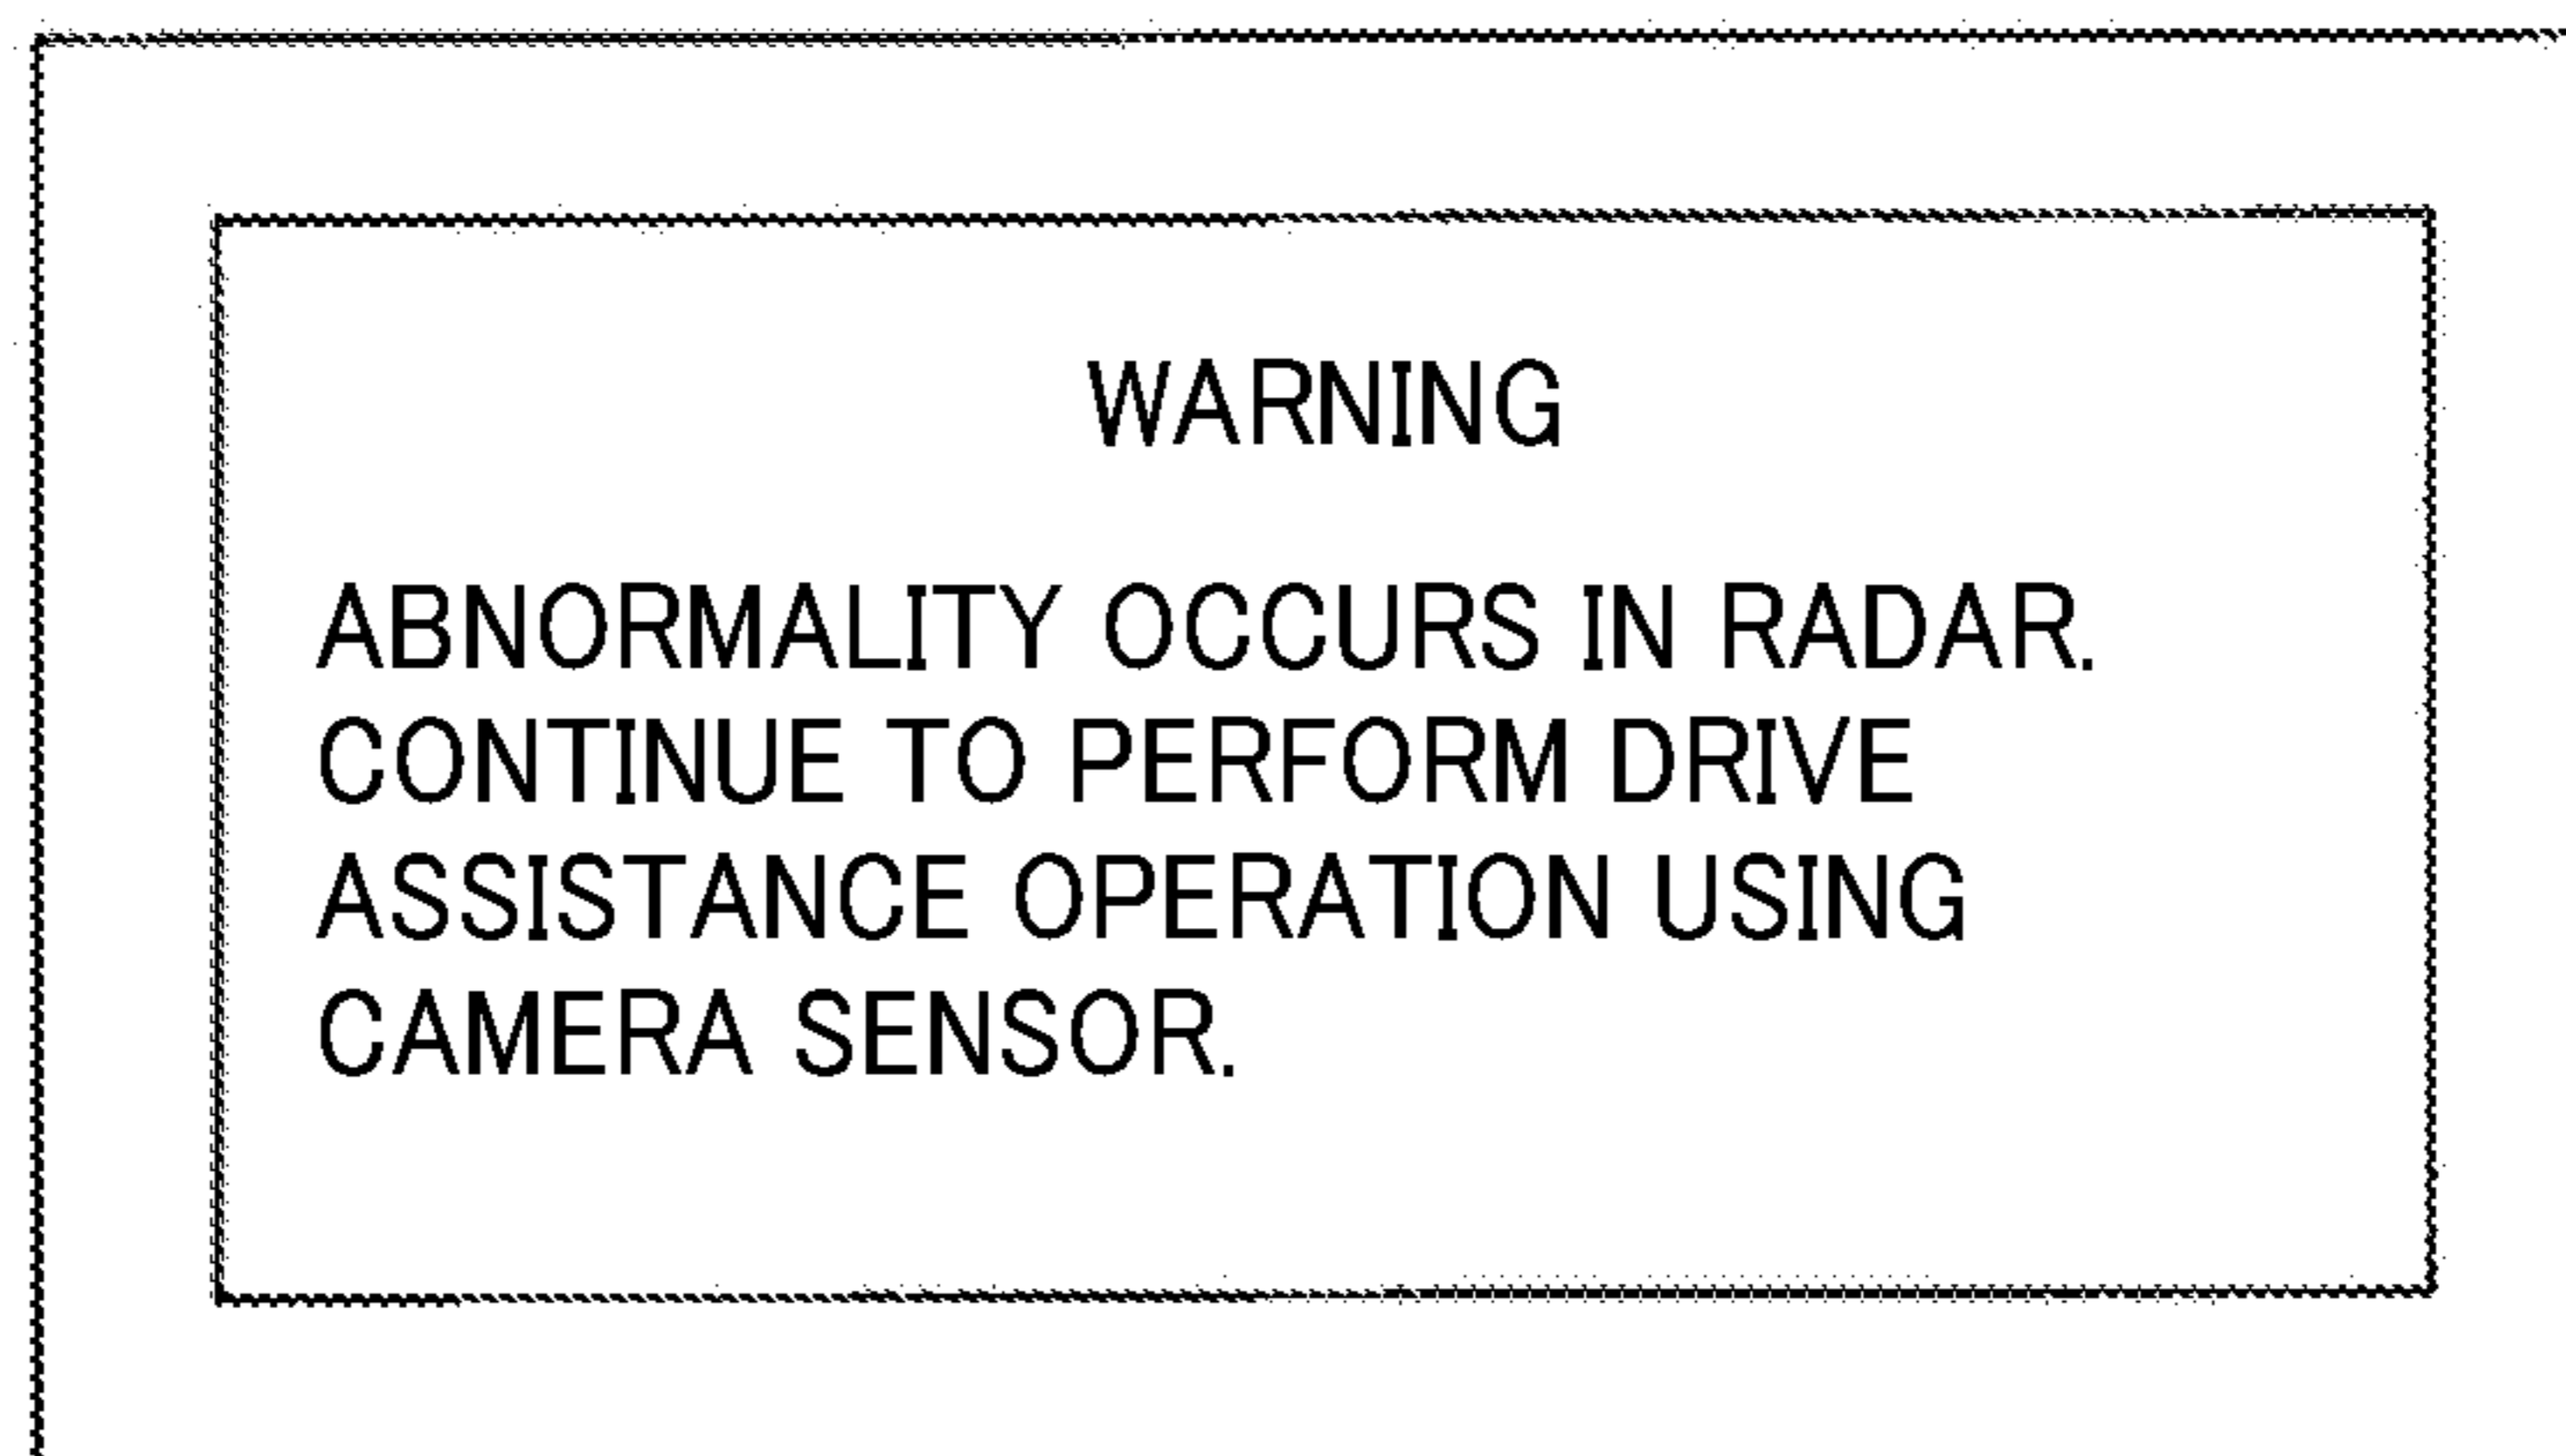 WARNING
ABNORMALITY OCCURS IN RADAR.
CONTINUE TO PERFORM DRIVE
ASSISTANCE OPERATION USING
CAMERA SENSOR.